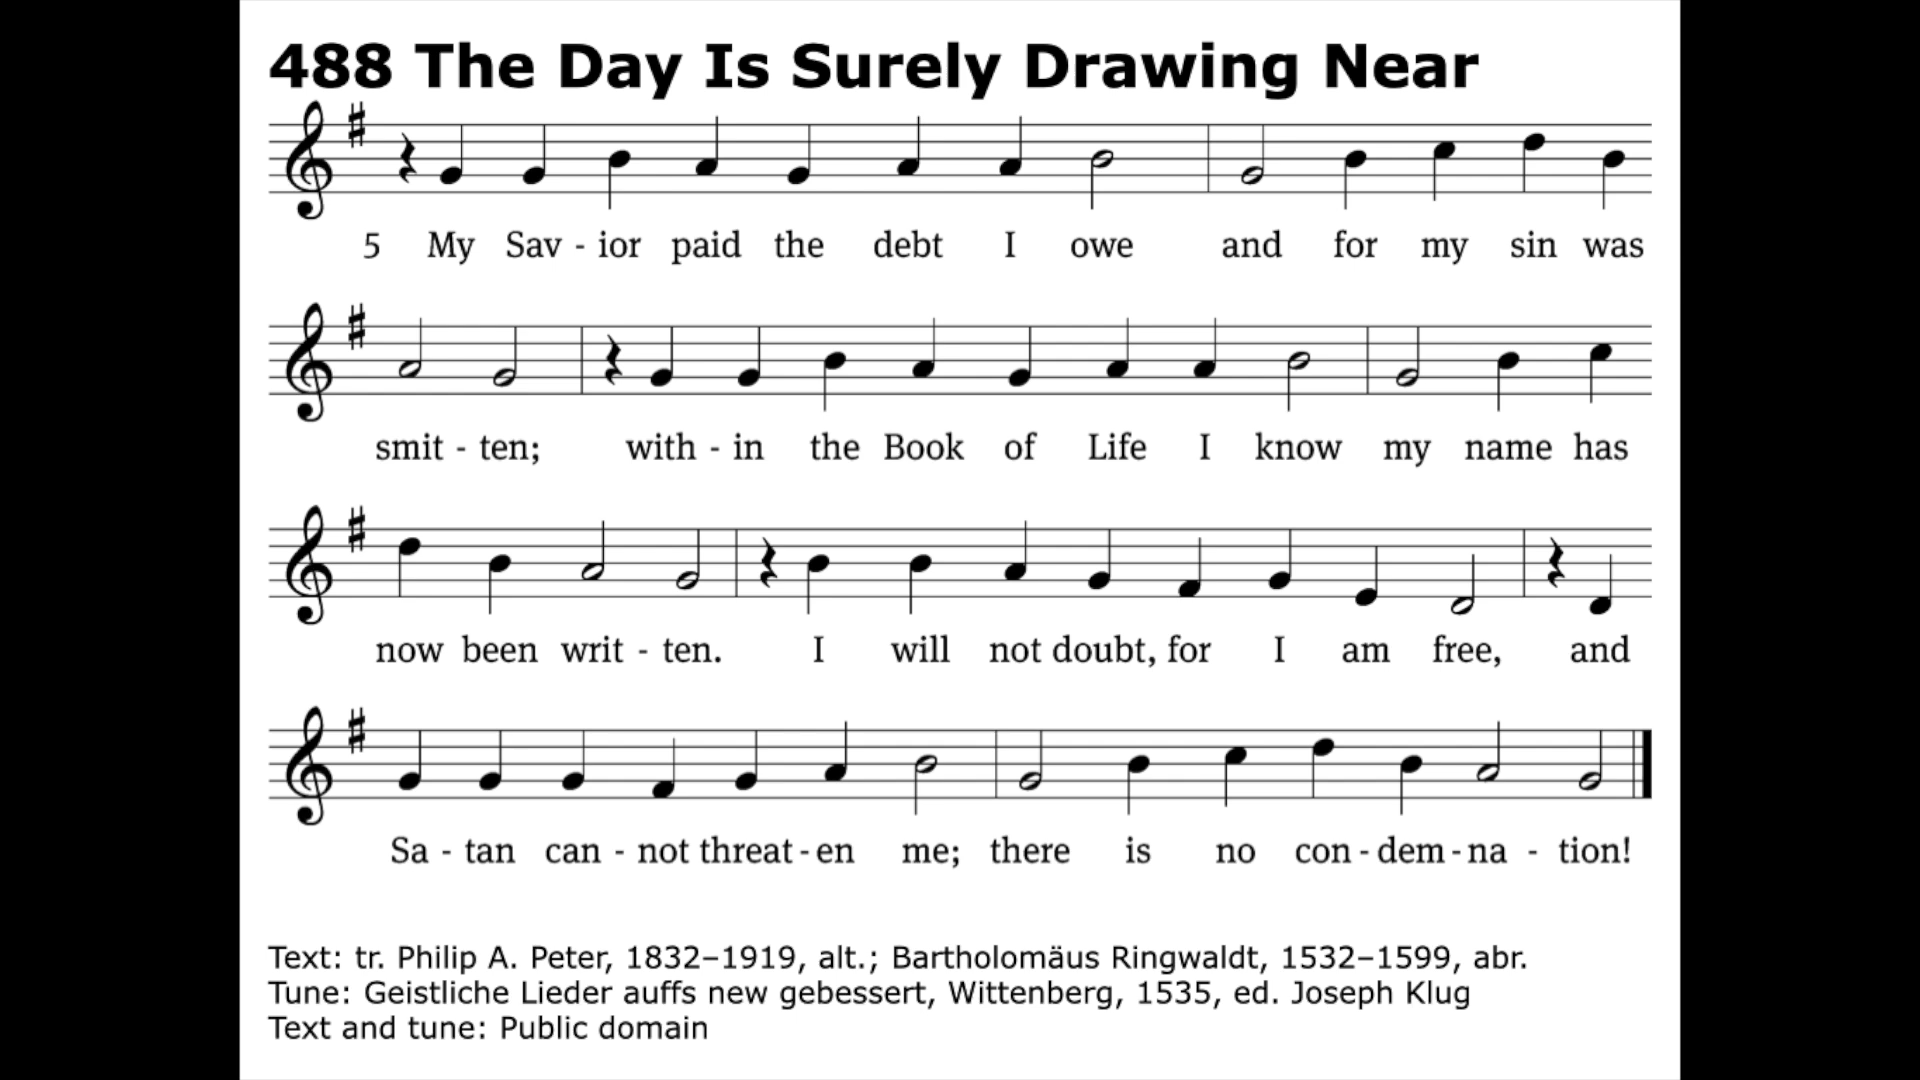 488 The Day Is Surely Drawing Near
5 My Sav - ior paid the debt I owe and for my sin was
smit - ten; with - in the Book of Life I know my name has
now been writ - ten. I will not doubt, for I am free, and
Sa - tan can - not threat - en me; there is no con - dem - na - tion!
Text: tr. Philip A. Peter, 1832–1919, alt.; Bartholomäus Ringwaldt, 1532–1599, abr.
Tune: Geistliche Lieder auffs new gebessert, Wittenberg, 1535, ed. Joseph Klug
Text and tune: Public domain